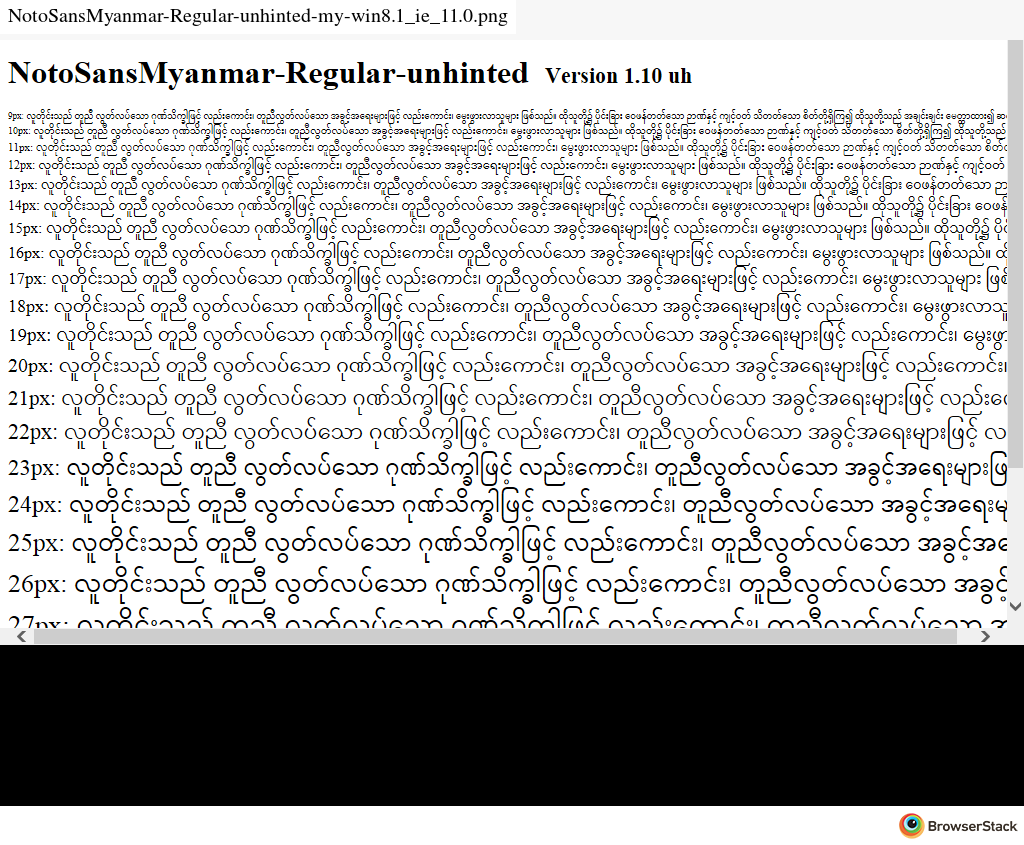 NotoSansMyanmar-Regular-unhinted-my-win8.1_ie_11.0.png
NotoSansMyanmar-Regular-unhinted Version 1.10 uh
9px: လူတိုင်းသည် တူညီ လွတ်လပ်သော ဂုဏ်သိက္ခါဖြင့် လည်းကောင်း၊ တူညီလွတ်လပ်သော အခွင့်အရေးများဖြင့် လည်းကောင်း၊ မွေးဖွားလာသူများ ဖြစ်သည်။ ထိုသူတို့၌ ပိုင်းခြား ဝေဖန်တတ်သော ဉာဏ်နှင့် ကျင့်ဝတ် သိတတ်သော စိတ်တို့ရှိကြ၍ ထိုသူတို့သည် အချင်းချင်း မေတ္တာထား၍
10px: လူတိုင်းသည် တူညီ လွတ်လပ်သော ဂုဏ်သိက္ခါဖြင့် လည်းကောင်း၊ တူညီလွတ်လပ်သော အခွင့်အရေးများဖြင့် လည်းကောင်း၊ မွေးဖွားလာသူများ ဖြစ်သည်။ ထိုသူတို့၌ ပိုင်းခြား ဝေဖန်တတ်သော ဉာဏ်နှင့် ကျင့်ဝတ် သိတတ်သော စိတ်တို့ရှိကြ၍ ထိုသူတို့သည်
11px: လူတိုင်းသည် တူညီ လွတ်လပ်သော ဂုဏ်သိက္ခါဖြင့် လည်းကောင်း၊ တူညီလွတ်လပ်သော အခွင့်အရေးများဖြင့် လည်းကောင်း၊ မွေးဖွားလာသူများ ဖြစ်သည်။ ထိုသူတို့၌ ပိုင်းခြား ဝေဖန်တတ်သော ဉာဏ်နှင့် ကျင့်ဝတ် သိတတ်သော
12px: လူတိုင်းသည် တူညီ လွတ်လပ်သော ဂုဏ်သိက္ခါဖြင့် လည်းကောင်း၊ တူညီလွတ်လပ်သော အခွင့်အရေးများဖြင့် လည်းကောင်း၊ မွေးဖွားလာသူများ ဖြစ်သည်။ ထိုသူတို့၌ ပိုင်းခြား ဝေဖန်တတ်သော ဉာဏ်နှင့် ကျင့်ဝတ်
13px: လူတိုင်းသည် တူညီ လွတ်လပ်သော ဂုဏ်သိက္ခါဖြင့် လည်းကောင်း၊ တူညီလွတ်လပ်သော အခွင့်အရေးများဖြင့် လည်းကောင်း၊ မွေးဖွားလာသူများ ဖြစ်သည်။ ထိုသူတို့၌ ပိုင်းခြား ဝေဖန်တတ်သော
14px: လူတိုင်းသည် တူညီ လွတ်လပ်သော ဂုဏ်သိက္ခါဖြင့် လည်းကောင်း၊ တူညီလွတ်လပ်သော အခွင့်အရေးများဖြင့် လည်းကောင်း၊ မွေးဖွားလာသူများ ဖြစ်သည်။ ထိုသူတို့၌ ပိုင်းခြား ဝေဖန်
15px: လူတိုင်းသည် တူညီ လွတ်လပ်သော ဂုဏ်သိက္ခါဖြင့် လည်းကောင်း၊ တူညီလွတ်လပ်သော အခွင့်အရေးများဖြင့် လည်းကောင်း၊ မွေးဖွားလာသူများ ဖြစ်သည်။ ထိုသူတို့၌
16px: လူတိုင်းသည် တူညီ လွတ်လပ်သော ဂုဏ်သိက္ခါဖြင့် လည်းကောင်း၊ တူညီလွတ်လပ်သော အခွင့်အရေးများဖြင့် လည်းကောင်း၊ မွေးဖွားလာသူများ ဖြစ်သည်။
17px: လူတိုင်းသည် တူညီ လွတ်လပ်သော ဂုဏ်သိက္ခါဖြင့် လည်းကောင်း၊ တူညီလွတ်လပ်သော အခွင့်အရေးများဖြင့် လည်းကောင်း၊ မွေးဖွားလာသူများ ဖြစ်
18px: လူတိုင်းသည် တူညီ လွတ်လပ်သော ဂုဏ်သိက္ခါဖြင့် လည်းကောင်း၊ တူညီလွတ်လပ်သော အခွင့်အရေးများဖြင့် လည်းကောင်း၊ မွေးဖွားလာသူ
19px: လူတိုင်းသည် တူညီ လွတ်လပ်သော ဂုဏ်သိက္ခါဖြင့် လည်းကောင်း၊ တူညီလွတ်လပ်သော အခွင့်အရေးများဖြင့် လည်းကောင်း၊ မွေးဖွာ
20px: လူတိုင်းသည် တူညီ လွတ်လပ်သော ဂုဏ်သိက္ခါဖြင့် လည်းကောင်း၊ တူညီလွတ်လပ်သော အခွင့်အရေးများဖြင့် လည်းကောင်း၊
21px: လူတိုင်းသည် တူညီ လွတ်လပ်သော ဂုဏ်သိက္ခါဖြင့် လည်းကောင်း၊ တူညီလွတ်လပ်သော အခွင့်အရေးများဖြင့် လည်း
22px: လူတိုင်းသည် တူညီ လွတ်လပ်သော ဂုဏ်သိက္ခါဖြင့် လည်းကောင်း၊ တူညီလွတ်လပ်သော အခွင့်အရေးများဖြင့် လ
23px: လူတိုင်းသည် တူညီ လွတ်လပ်သော ဂုဏ်သိက္ခါဖြင့် လည်းကောင်း၊ တူညီလွတ်လပ်သော အခွင့်အရေးများဖြ
24px: လူတိုင်းသည် တူညီ လွတ်လပ်သော ဂုဏ်သိက္ခါဖြင့် လည်းကောင်း၊ တူညီလွတ်လပ်သော အခွင့်အရေးမ
25px: လူတိုင်းသည် တူညီ လွတ်လပ်သော ဂုဏ်သိက္ခါဖြင့် လည်းကောင်း၊ တူညီလွတ်လပ်သော အခွင့်အ
26px: လူတိုင်းသည် တူညီ လွတ်လပ်သော ဂုဏ်သိက္ခါဖြင့် လည်းကောင်း၊ တူညီလွတ်လပ်သော အခွင့်
27px: လူတိုင်းသည် တူညီ လွတ်လပ်သော ဂုဏ်သိက္ခါဖြင့် လည်းကောင်း၊ တူညီလွတ်လပ်သော
BrowserStack